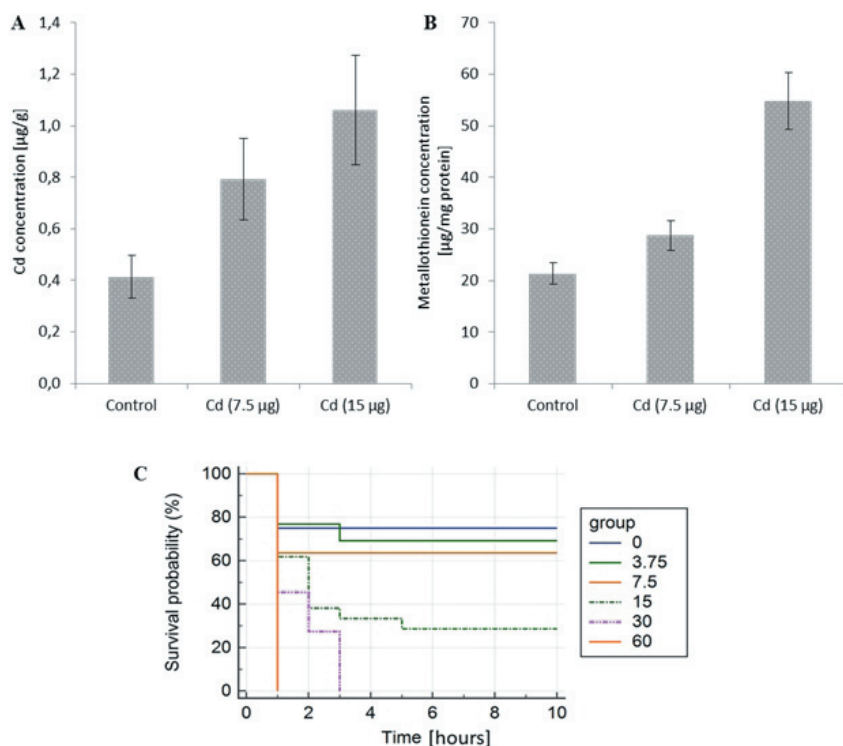 A
Cd concentration [µg/g]
1,4
1,2
1,0
0,8
0,6
0,4
0,2
0,0
Control
Cd (7.5 µg)
Cd (15 µg)
B
Metallothionein concentration
[µg/mg protein]
70
60
50
40
30
20
10
0
Control
Cd (7.5 µg)
Cd (15 µg)
C
Survival probability (%)
100
80
60
40
20
0
0
2
4
6
8
10
Time [hours]
group
0
3.75
7.5
15
30
60